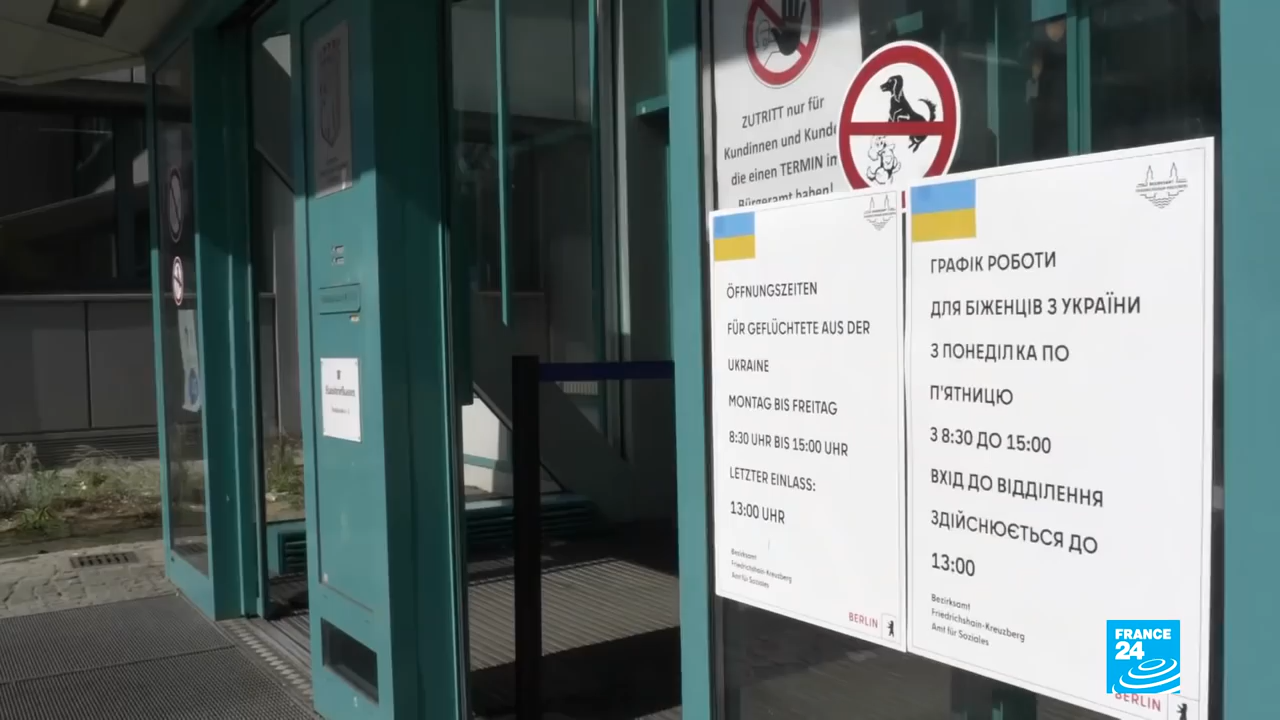 ZUTRITT nur für
Kundinnen und Kunde
die einen TERMIN im
Bürgeramt haben!
ÖFFNUNGSZEITEN
FÜR GEFLÜCHTETE AUS DER
UKRAINE
MONTAG BIS FREITAG
8:30 UHR BIS 15:00 UHR
LETZTER EINLASS:
13:00 UHR
Bezirksamt
Friedrichshain-Kreuzberg
Amt für Soziales
BERLIN
ГРАФІК РОБОТИ
ДЛЯ БІЖЕНЦІВ З УКРАЇНИ
З ПОНЕДІЛКА ПО
П'ЯТНИЦЮ
З 8:30 ДО 15:00
ВХІД ДО ВІДДІЛЕННЯ
ЗДІЙСНЮЄТЬСЯ ДО
13:00
Bezirksamt
Friedrichshain-Kreuzberg
Amt für Soziales
BERLIN
FRANCE
24